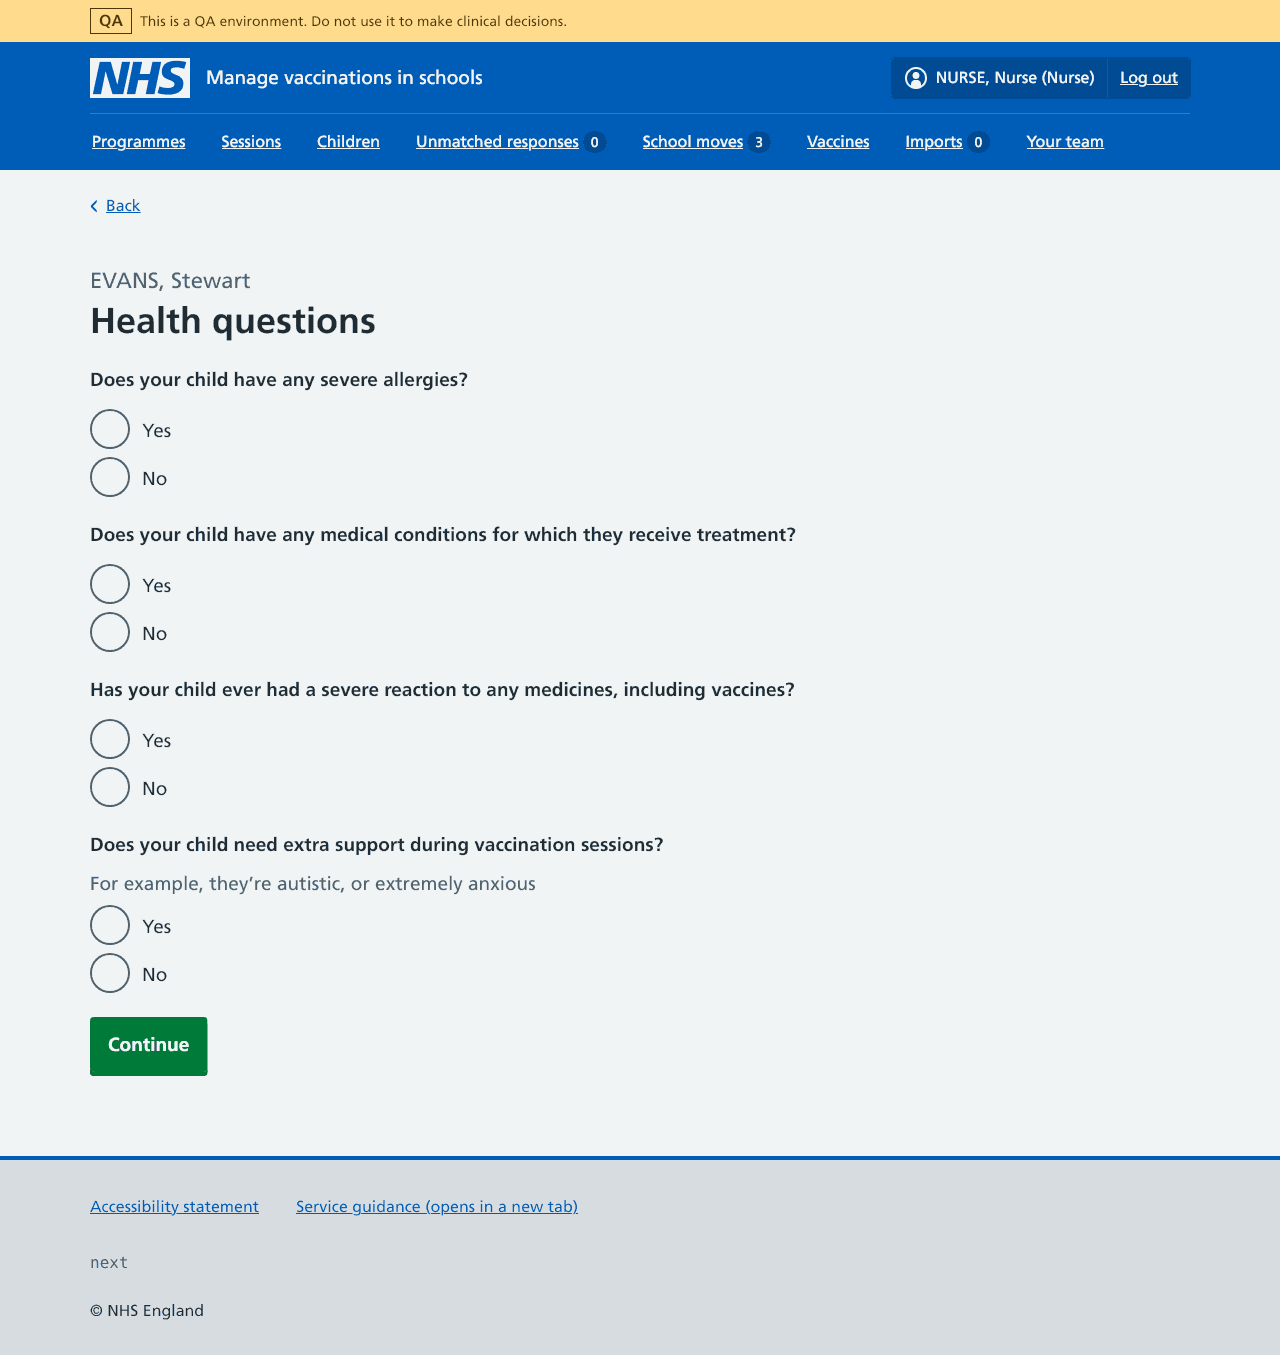 QA This is a QA environment. Do not use it to make clinical decisions.
NHS Manage vaccinations in schools NURSE, Nurse (Nurse) Log out
Programmes Sessions Children Unmatched responses 0 School moves 3 Vaccines Imports 0 Your team
Back
EVANS, Stewart
Health questions
Does your child have any severe allergies?
Yes
No
Does your child have any medical conditions for which they receive treatment?
Yes
No
Has your child ever had a severe reaction to any medicines, including vaccines?
Yes
No
Does your child need extra support during vaccination sessions?
For example, they’re autistic, or extremely anxious
Yes
No
Continue
Accessibility statement Service guidance (opens in a new tab)
next
© NHS England